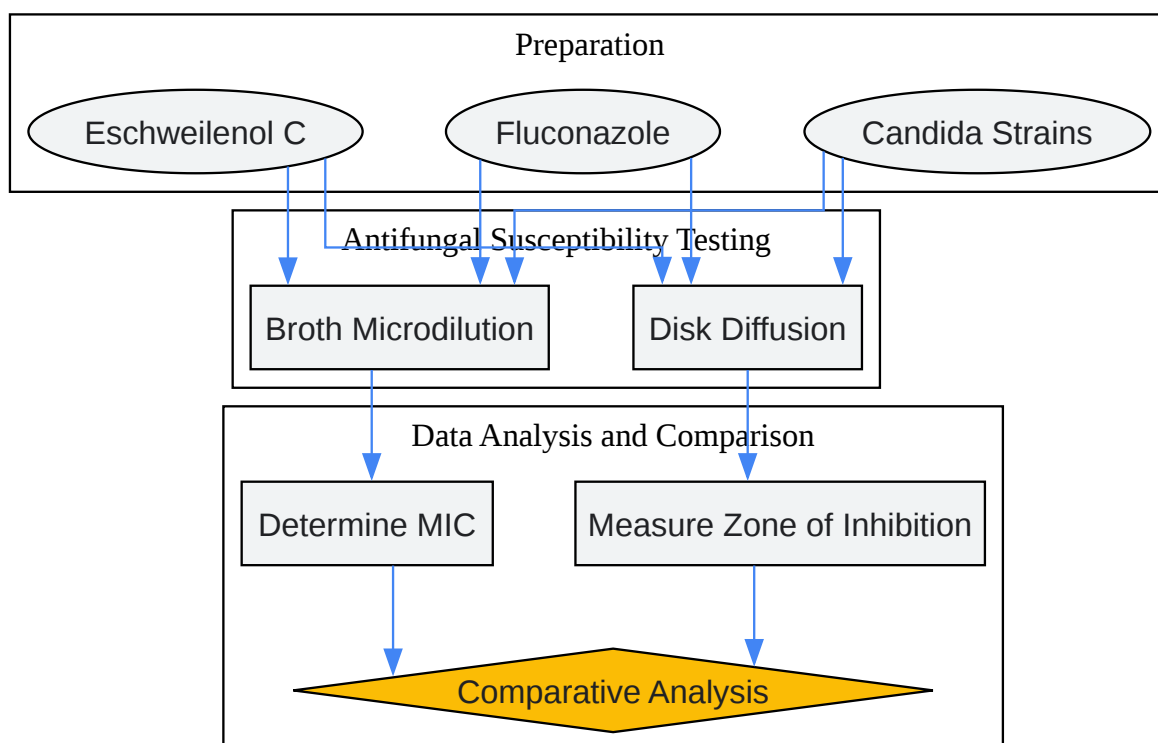 Preparation
Eschweilenol C
Fluconazole
Candida Strains
Antifungal Susceptibility Testing
Broth Microdilution
Disk Diffusion
Data Analysis and Comparison
Determine MIC
Measure Zone of Inhibition
Comparative Analysis